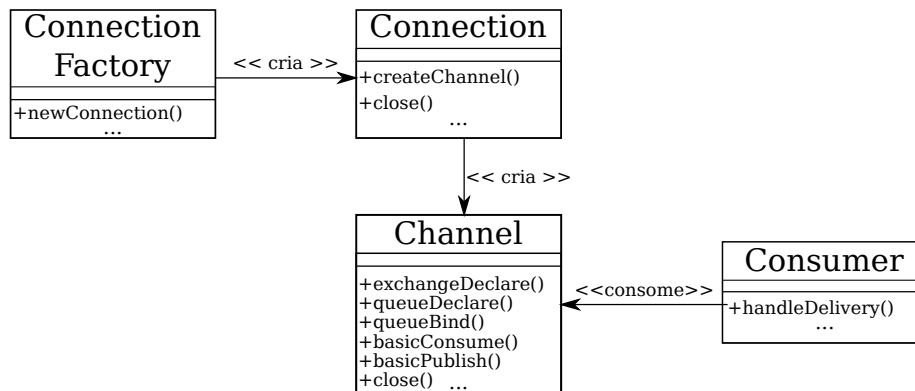 Connection
Factory
+newConnection()
...
<< cria >>
Connection
+createChannel()
+close()
...
<< cria >>
Channel
+exchangeDeclare()
+queueDeclare()
+queueBind()
+basicConsume()
+basicPublish()
+close()
...
<<consome>>
Consumer
+handleDelivery()
...